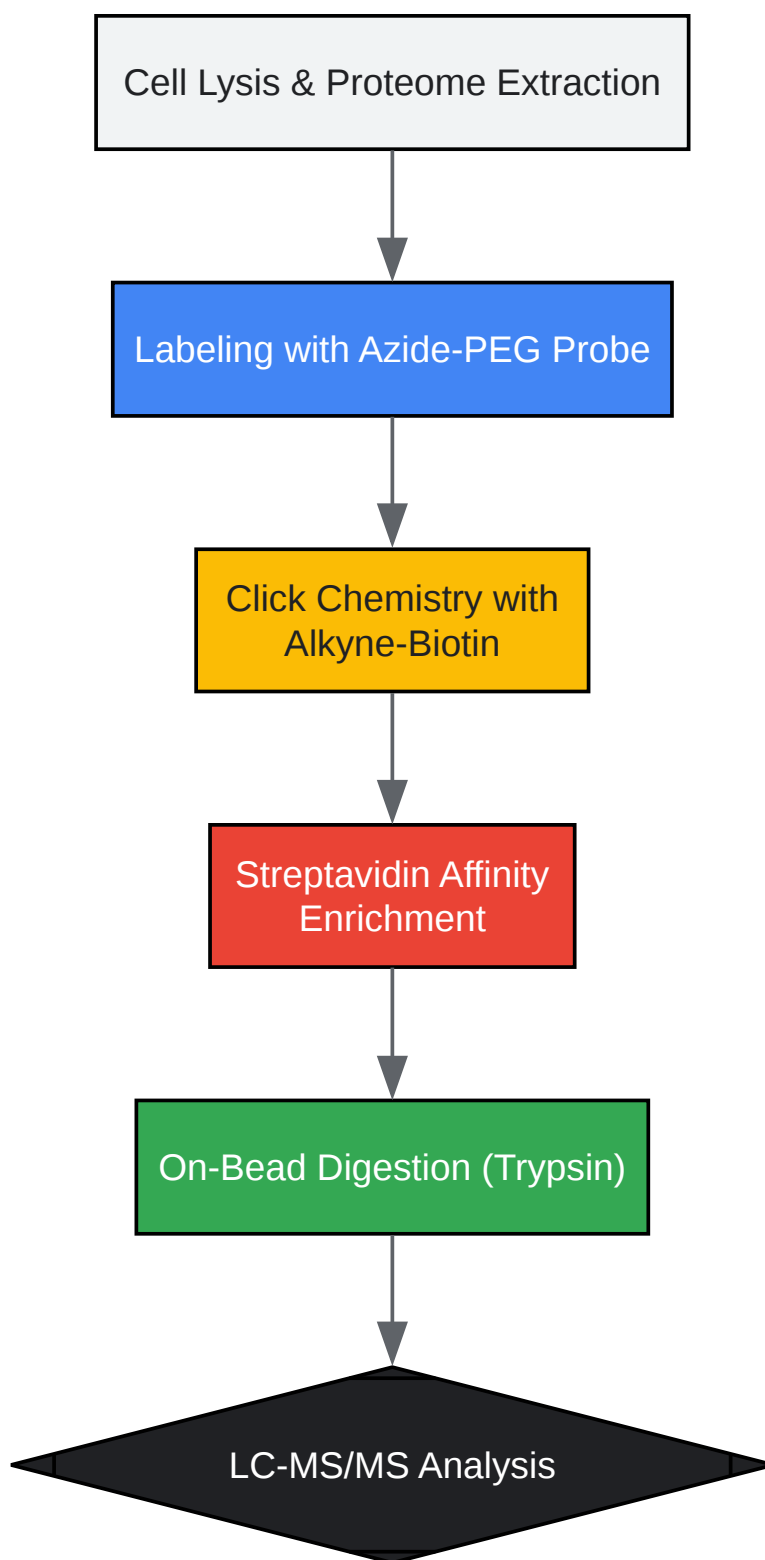 Cell Lysis & Proteome Extraction
Labeling with Azide-PEG Probe
Click Chemistry with
Alkyne-Biotin
Streptavidin Affinity
Enrichment
On-Bead Digestion (Trypsin)
LC-MS/MS Analysis